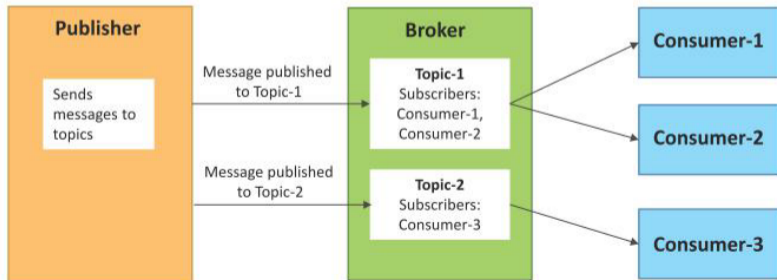 Publisher
Sends
messages to
topics
Message published
to Topic-1
Message published
to Topic-2
Broker
Topic-1
Subscribers:
Consumer-1,
Consumer-2
Topic-2
Subscribers:
Consumer-3
Consumer-1
Consumer-2
Consumer-3